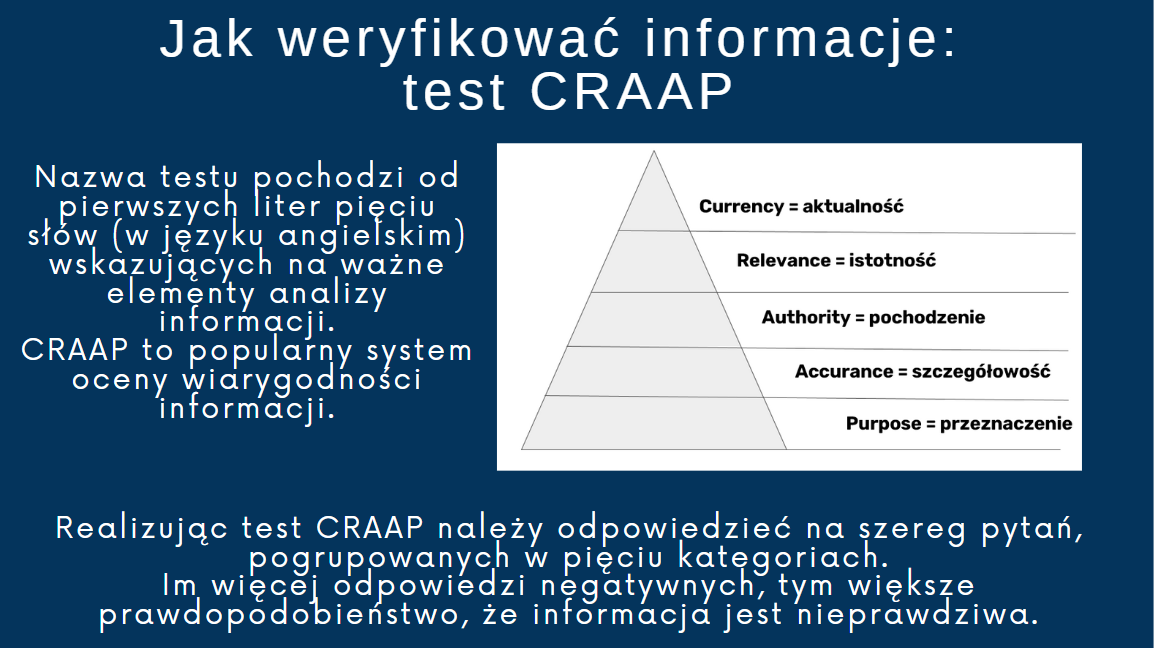 Jak weryfikować informacje:
test CRAAP
Nazwa testu pochodzi od
pierwszych liter pięciu
słów (w języku angielskim)
wskazujących na ważne
elementy analizy
informacji.
CRAAP to popularny system
oceny wiarygodności
informacji.
Currency = aktualność
Relevance = istotność
Authority = pochodzenie
Accurance = szczegółowość
Purpose = przeznaczenie
Realizując test CRAAP należy odpowiedzieć na szereg pytań,
pogrupowanych w pięciu kategoriach.
Im więcej odpowiedzi negatywnych, tym większe
prawdopodobieństwo, że informacja jest nieprawdziwa.